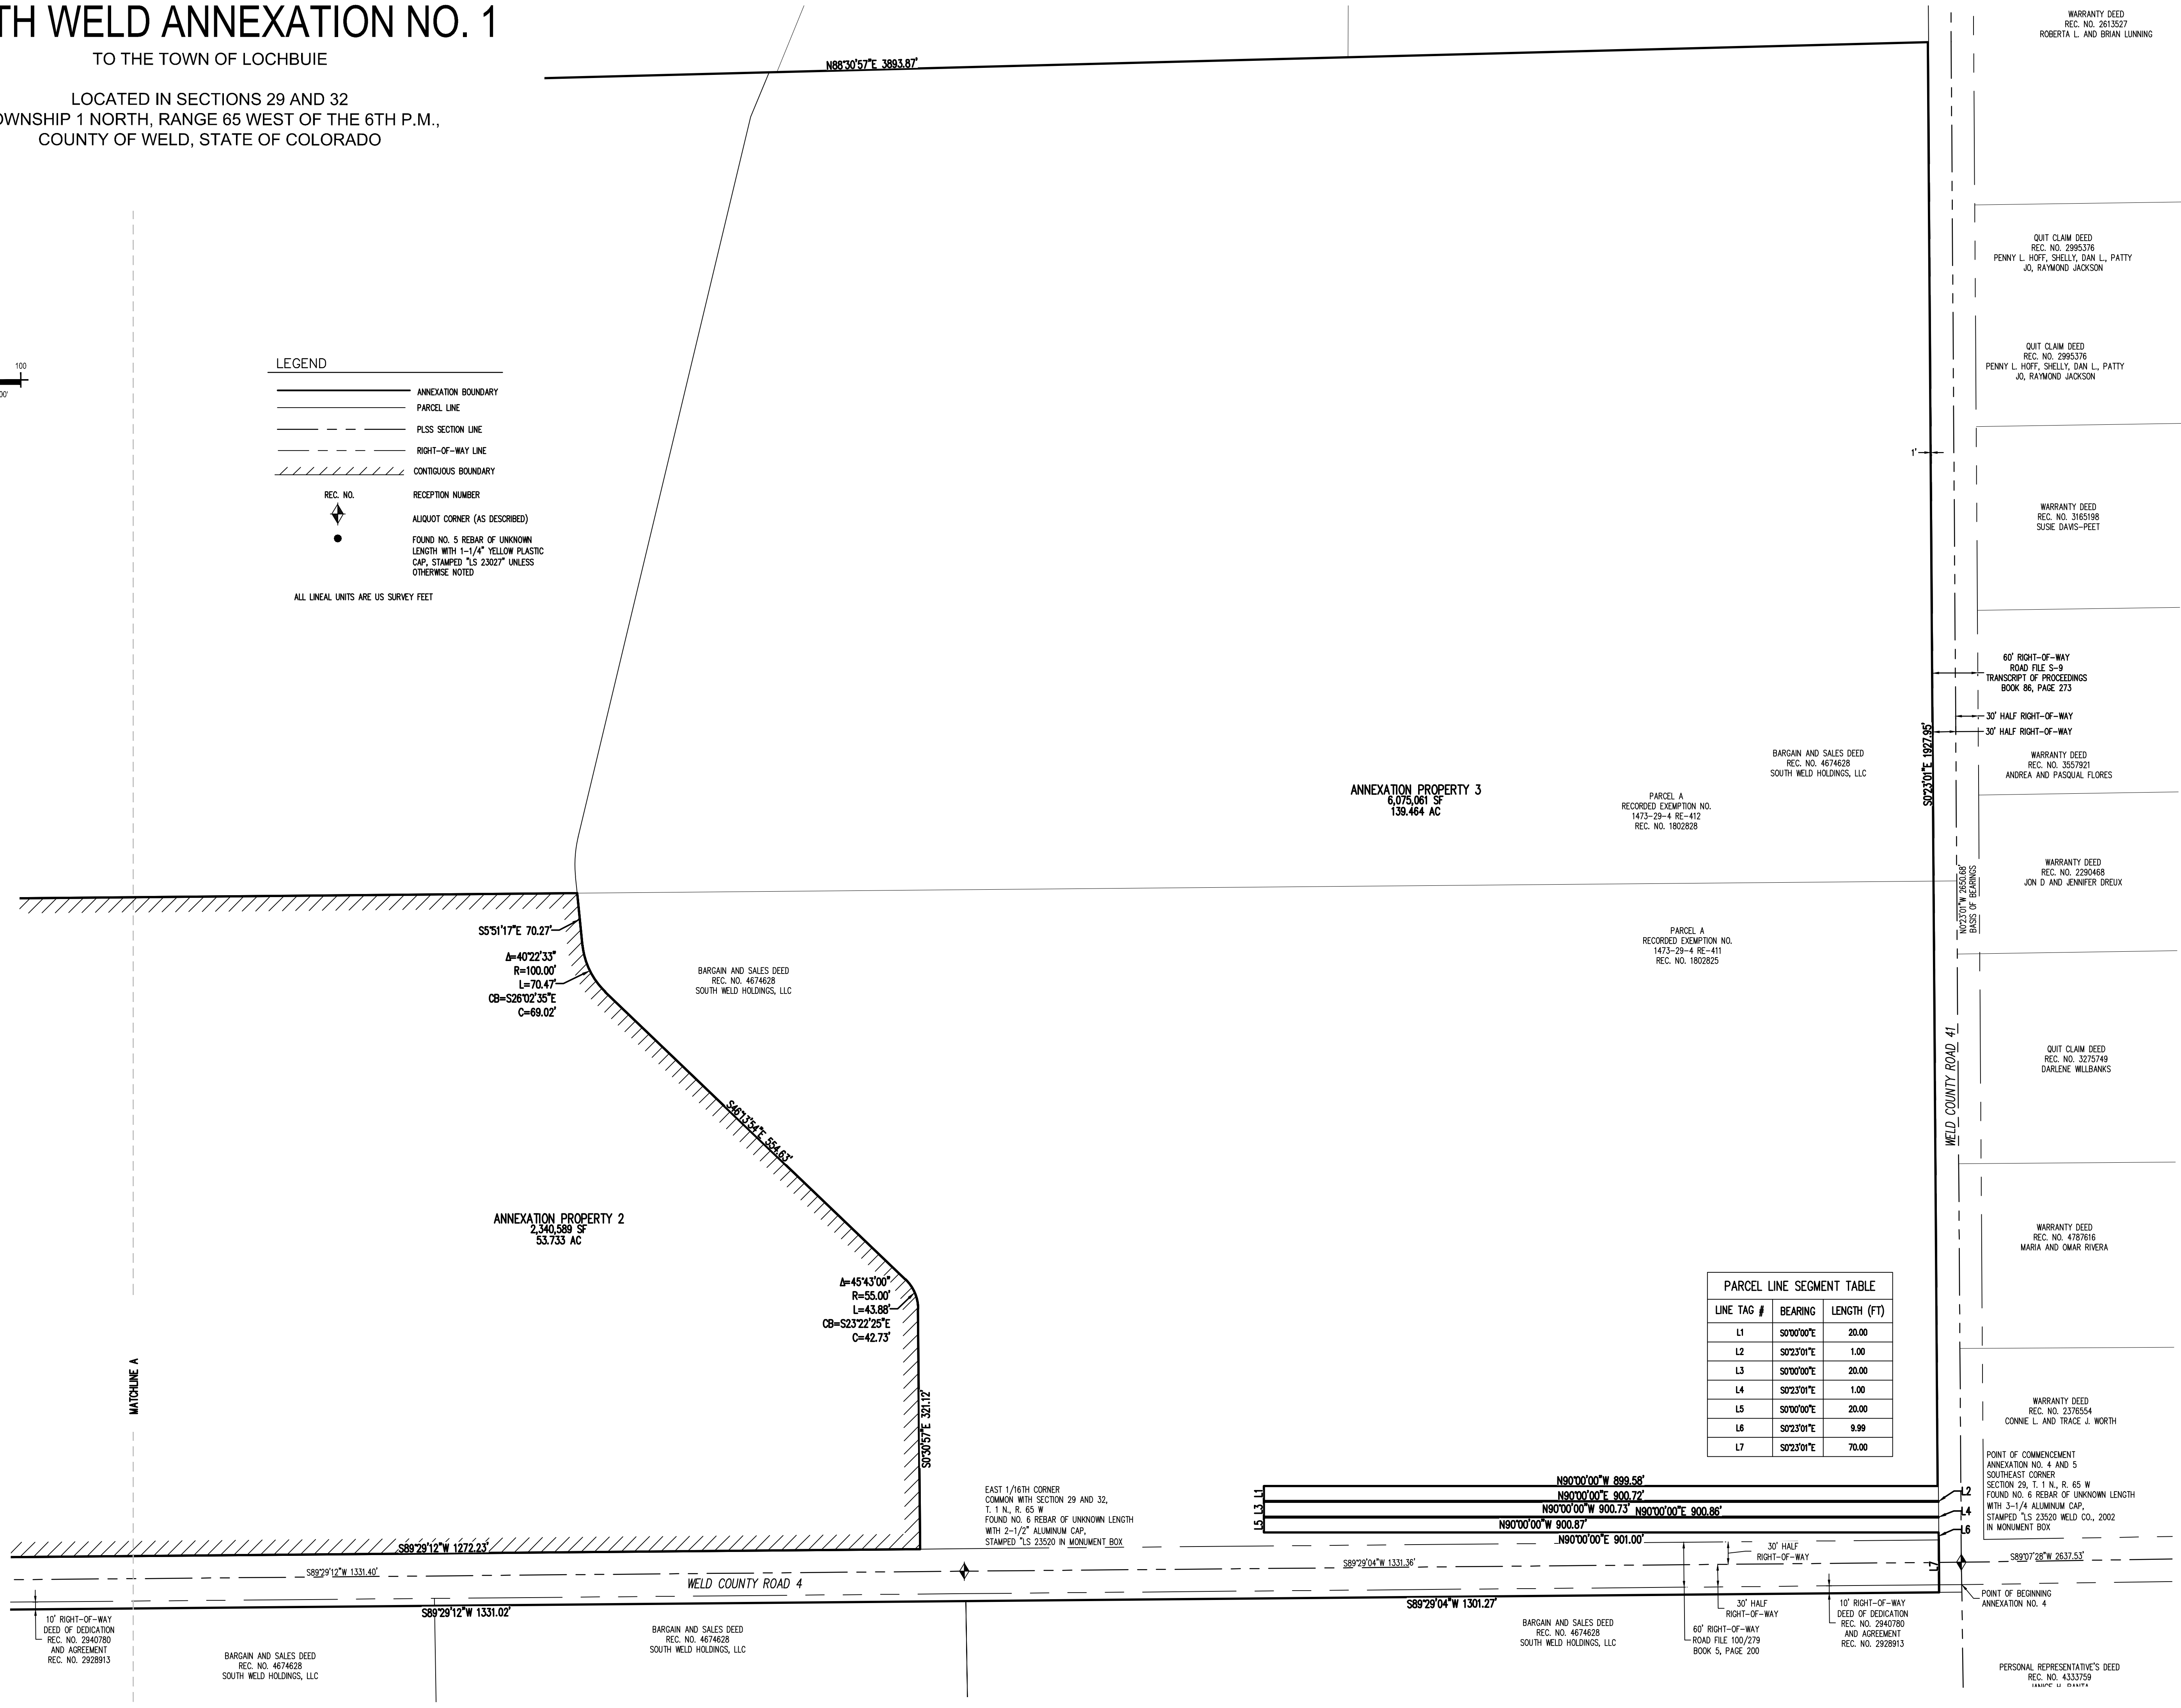 TH WELD ANNEXATION NO. 1
TO THE TOWN OF LOCHBUIE
LOCATED IN SECTIONS 29 AND 32
OWNSHIP 1 NORTH, RANGE 65 WEST OF THE 6TH P.M.,
COUNTY OF WELD, STATE OF COLORADO
100
00'
LEGEND
ANNEXATION BOUNDARY
PARCEL LINE
PLSS SECTION LINE
RIGHT-OF-WAY LINE
CONTIGUOUS BOUNDARY
REC. NO. RECEPTION NUMBER
ALIQUOT CORNER (AS DESCRIBED)
FOUND NO. 5 REBAR OF UNKNOWN
LENGTH WITH 1-1/4" YELLOW PLASTIC
CAP, STAMPED "LS 23027" UNLESS
OTHERWISE NOTED
ALL LINEAL UNITS ARE US SURVEY FEET
N88°30'57"E 3893.87'
WARRANTY DEED
REC. NO. 2613527
ROBERTA L. AND BRIAN LUNNING
QUIT CLAIM DEED
REC. NO. 2995376
PENNY L. HOFF, SHELLY, DAN L., PATTY
JO, RAYMOND JACKSON
QUIT CLAIM DEED
REC. NO. 2995376
PENNY L. HOFF, SHELLY, DAN L., PATTY
JO, RAYMOND JACKSON
1'
WARRANTY DEED
REC. NO. 3165198
SUSIE DAVIS-PEET
60' RIGHT-OF-WAY
ROAD FILE S-9
TRANSCRIPT OF PROCEEDINGS
BOOK 86, PAGE 273
30' HALF RIGHT-OF-WAY
30' HALF RIGHT-OF-WAY
WARRANTY DEED
REC. NO. 3557921
ANDREA AND PASQUAL FLORES
S0°23'01"E 1927.95'
BARGAIN AND SALES DEED
REC. NO. 4674628
SOUTH WELD HOLDINGS, LLC
ANNEXATION PROPERTY 3
6,075,061 SF
139.464 AC
PARCEL A
RECORDED EXEMPTION NO.
1473-29-4 RE-412
REC. NO. 1802828
WARRANTY DEED
REC. NO. 2290468
JON D AND JENNIFER DREUX
N0°23'01"W 2650.68'
BASIS OF BEARINGS
PARCEL A
RECORDED EXEMPTION NO.
1473-29-4 RE-411
REC. NO. 1802825
S5°51'17"E 70.27'
Δ=40°22'33"
R=100.00'
L=70.47'
CB=S26°02'35"E
C=69.02'
BARGAIN AND SALES DEED
REC. NO. 4674628
SOUTH WELD HOLDINGS, LLC
S46°13'54"E 554.63'
WELD COUNTY ROAD 41
QUIT CLAIM DEED
REC. NO. 3275749
DARLENE WILLBANKS
ANNEXATION PROPERTY 2
2,340,589 SF
53.733 AC
WARRANTY DEED
REC. NO. 4787616
MARIA AND OMAR RIVERA
Δ=45°43'00"
R=55.00'
L=43.88'
CB=S23°22'25"E
C=42.73'
PARCEL LINE SEGMENT TABLE
LINE TAG # BEARING LENGTH (FT)
L1 S0°00'00"E 20.00
L2 S0°23'01"E 1.00
L3 S0°00'00"E 20.00
L4 S0°23'01"E 1.00
L5 S0°00'00"E 20.00
L6 S0°23'01"E 9.99
L7 S0°23'01"E 70.00
MATCHLINE A
S0°30'57"E 321.12'
WARRANTY DEED
REC. NO. 2376554
CONNIE L. AND TRACE J. WORTH
POINT OF COMMENCEMENT
ANNEXATION NO. 4 AND 5
SOUTHEAST CORNER
SECTION 29, T. 1 N., R. 65 W
FOUND NO. 6 REBAR OF UNKNOWN LENGTH
WITH 3-1/4 ALUMINUM CAP,
STAMPED "LS 23520 WELD CO., 2002
IN MONUMENT BOX
EAST 1/16TH CORNER
COMMON WITH SECTION 29 AND 32,
T. 1 N., R. 65 W
FOUND NO. 6 REBAR OF UNKNOWN LENGTH
WITH 2-1/2" ALUMINUM CAP,
STAMPED "LS 23520 IN MONUMENT BOX
L1
L3
L5
N90°00'00"W 899.58'
N90°00'00"E 900.72'
N90°00'00"W 900.73' N90°00'00"E 900.86'
N90°00'00"W 900.87'
N90°00'00"E 901.00'
L2
L4
L6
L7
S89°29'12"W 1272.23'
S89°29'12"W 1331.40'
WELD COUNTY ROAD 4
S89°29'04"W 1331.36'
30' HALF
RIGHT-OF-WAY
S89°07'28"W 2637.53'
S89°29'12"W 1331.02'
S89°29'04"W 1301.27'
10' RIGHT-OF-WAY
DEED OF DEDICATION
REC. NO. 2940780
AND AGREEMENT
REC. NO. 2928913
BARGAIN AND SALES DEED
REC. NO. 4674628
SOUTH WELD HOLDINGS, LLC
BARGAIN AND SALES DEED
REC. NO. 4674628
SOUTH WELD HOLDINGS, LLC
BARGAIN AND SALES DEED
REC. NO. 4674628
SOUTH WELD HOLDINGS, LLC
60' RIGHT-OF-WAY
ROAD FILE 100/279
BOOK 5, PAGE 200
30' HALF
RIGHT-OF-WAY
10' RIGHT-OF-WAY
DEED OF DEDICATION
REC. NO. 2940780
AND AGREEMENT
REC. NO. 2928913
POINT OF BEGINNING
ANNEXATION NO. 4
PERSONAL REPRESENTATIVE'S DEED
REC. NO. 4333759
JANICE H. BANTA